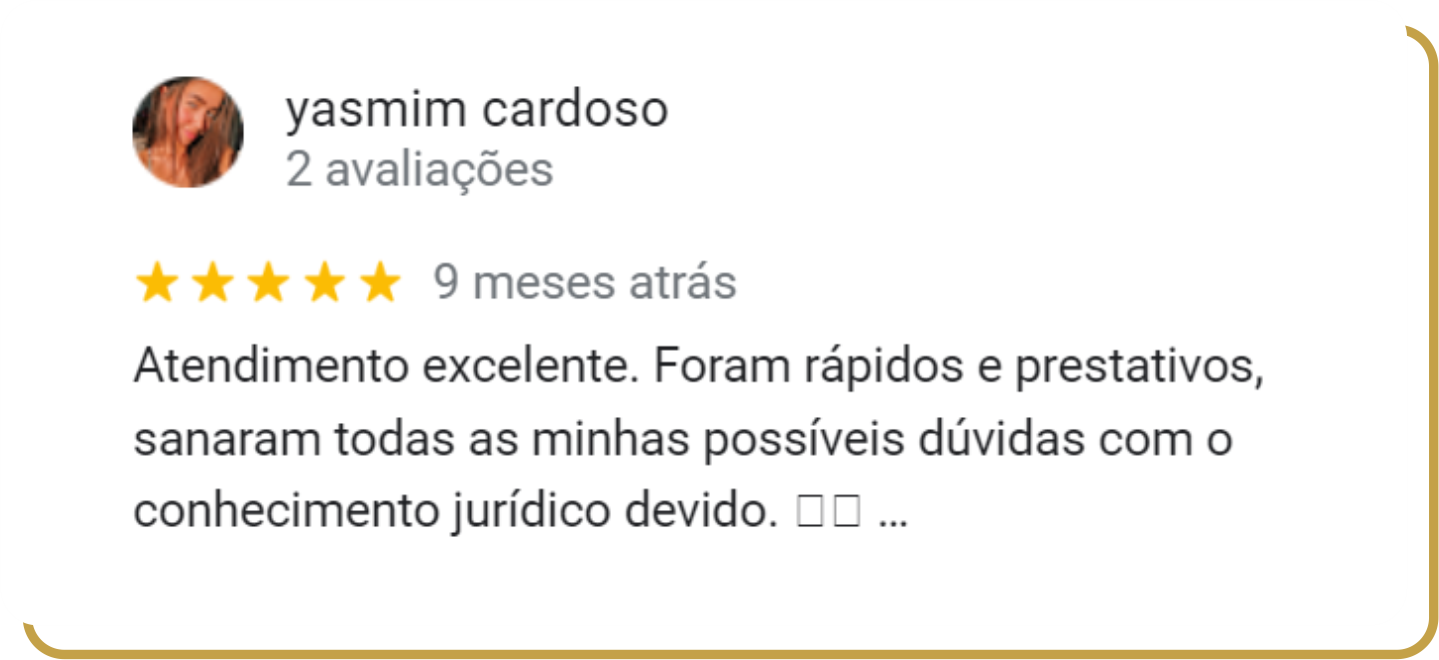 yasmim cardoso
2 avaliações
9 meses atrás
Atendimento excelente. Foram rápidos e prestativos,
sanaram todas as minhas possíveis dúvidas com o
conhecimento jurídico devido. □□ ...